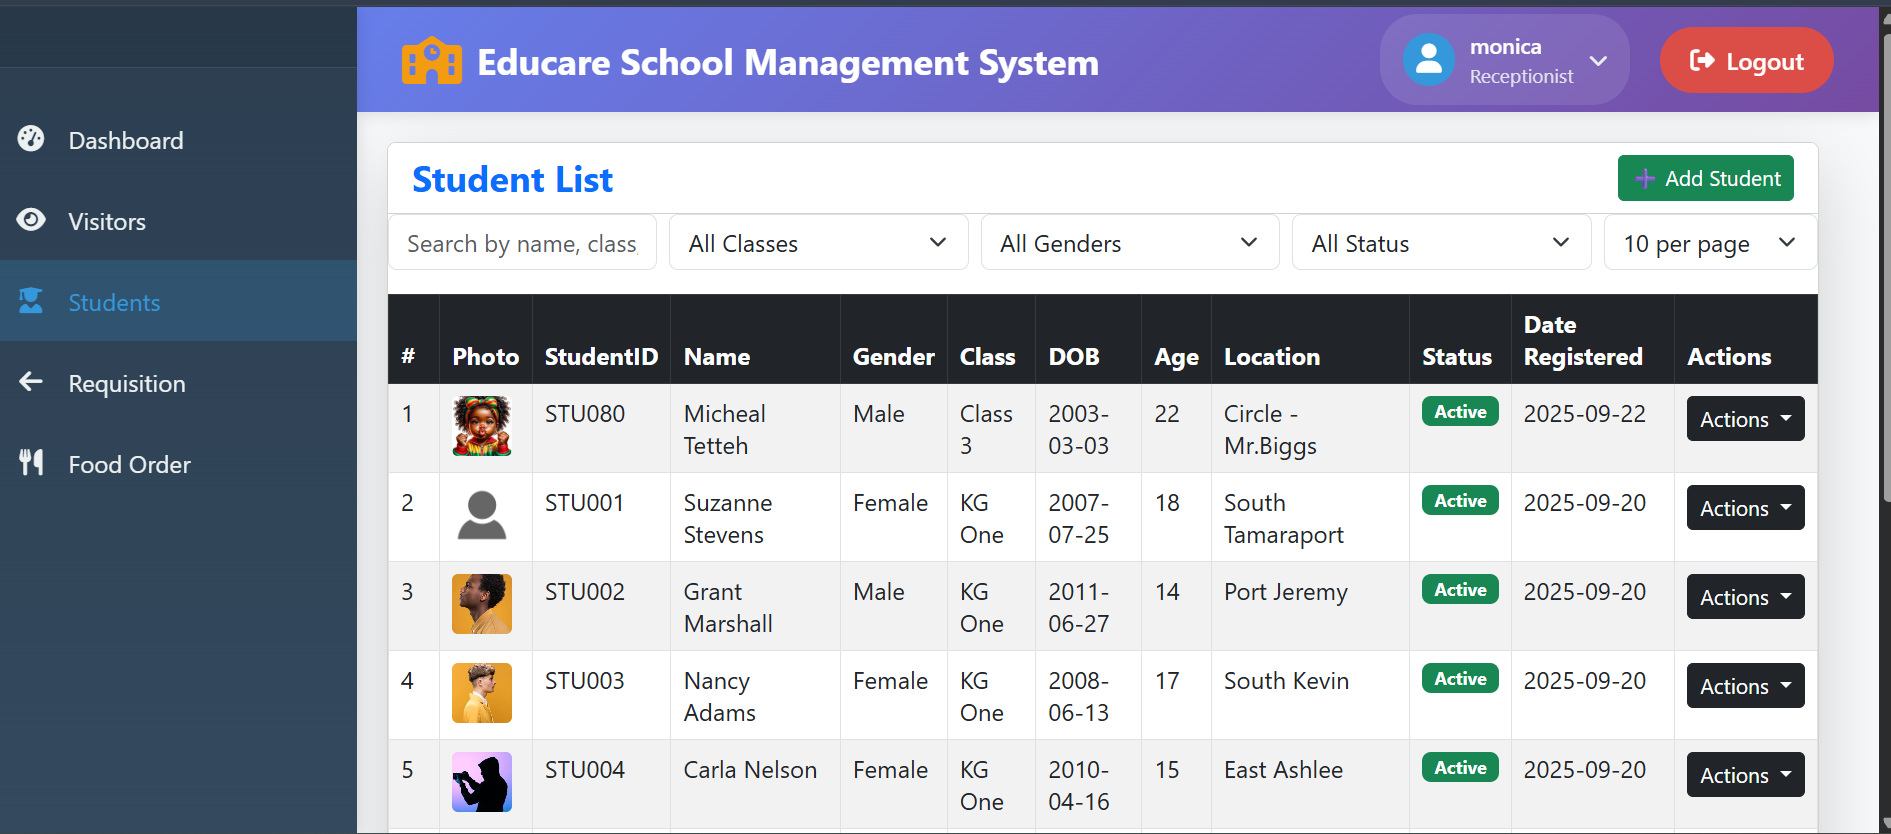 Educare School Management System
monica
Receptionist
Logout
Dashboard
Visitors
Students
Requisition
Food Order
Student List
Add Student
Search by name, class,
All Classes
All Genders
All Status
10 per page
# Photo StudentID Name Gender Class DOB Age Location Status Date Registered Actions
1 STU080 Micheal Tetteh Male Class 3 2003-03-03 22 Circle - Mr.Biggs Active 2025-09-22 Actions
2 STU001 Suzanne Stevens Female KG One 2007-07-25 18 South Tamaraport Active 2025-09-20 Actions
3 STU002 Grant Marshall Male KG One 2011-06-27 14 Port Jeremy Active 2025-09-20 Actions
4 STU003 Nancy Adams Female KG One 2008-06-13 17 South Kevin Active 2025-09-20 Actions
5 STU004 Carla Nelson Female KG One 2010-04-16 15 East Ashlee Active 2025-09-20 Actions